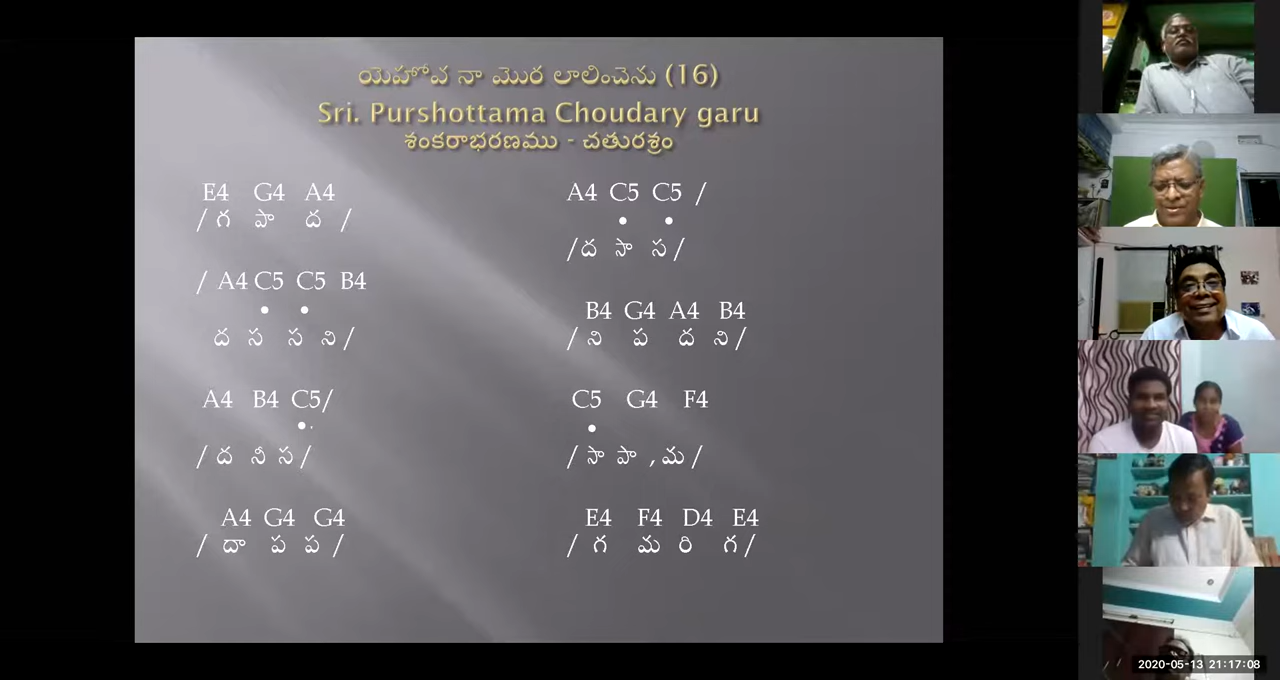 యెహోవ నా మొర లాలించెను (16)
Sri. Purshottama Choudary garu
శంకరాభరణము - చతురశ్రం
E4 G4 A4
/ గ పా ద /
/ A4 C5 C5 B4
ద స స ని /
A4 B4 C5/
/ ద నీ స /
A4 G4 G4
/ దా ప ప /
A4 C5 C5 /
/ద సా స/
B4 G4 A4 B4
/ ని ప ద ని/
C5 G4 F4
/ సా పా , మ /
E4 F4 D4 E4
/ గ మ రి గ/
2020-05-13 21:17:08